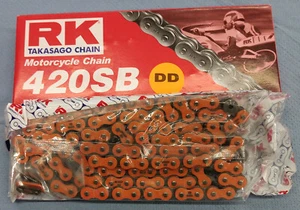 RK
TAKASAGO CHAIN
Motorcycle Chain
420SB
DD